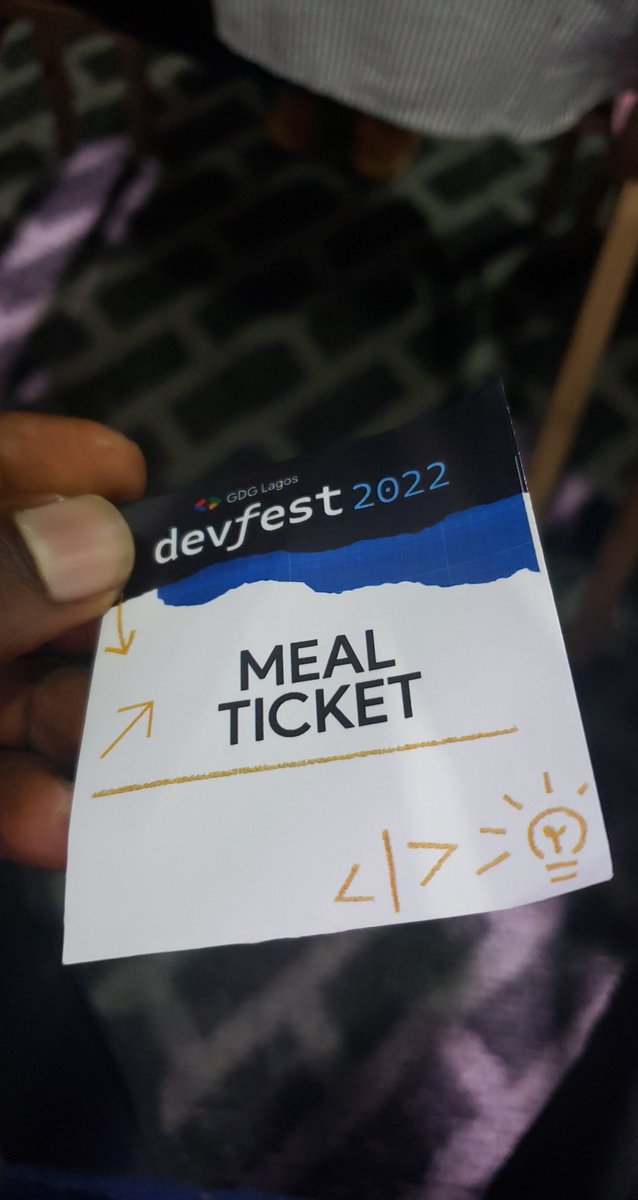 GDG Lagos
devfest 2022
MEAL
TICKET
<|>